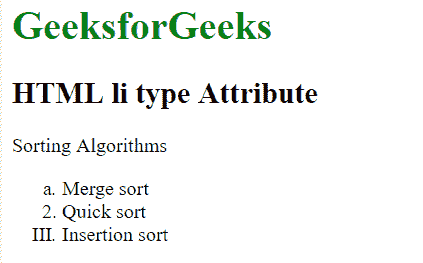 GeeksforGeeks
HTML li type Attribute
Sorting Algorithms
a. Merge sort
2. Quick sort
III. Insertion sort